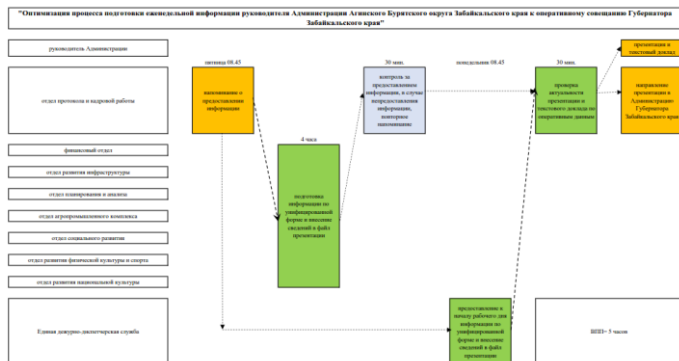 "Оптимизация процесса подготовки еженедельной информации руководителя Администрации Агинского Бурятского округа Забайкальского края к оперативному совещанию Губернатора
Забайкальского края"
руководитель Администрации
презентация и
текстовый доклад
пятница 08.45
30 мин.
понедельник 08.45
30 мин.
отдел протокола и кадровой работы
напоминание о
предоставлении
информации
контроль за
предоставлением
информации, в случае
непредоставления
информации,
повторное
напоминание
проверка
актуальности
презентации и
текстового доклада по
оперативным данным
направление
презентации в
Администрацию
Губернатора
Забайкальского края
4 часа
финансовый отдел
отдел развития инфраструктуры
отдел планирования и анализа
отдел агропромышленного комплекса
отдел социального развития
отдел развития физической культуры и спорта
отдел развития национальной культуры
подготовка
информации по
унифицированной
форме и внесение
сведений в файл
презентации
Единая дежурно-диспетчерская служба
предоставление к
началу рабочего дня
информации по
унифицированной
форме и внесение
сведений в файл
презентации
ВПП= 5 часов